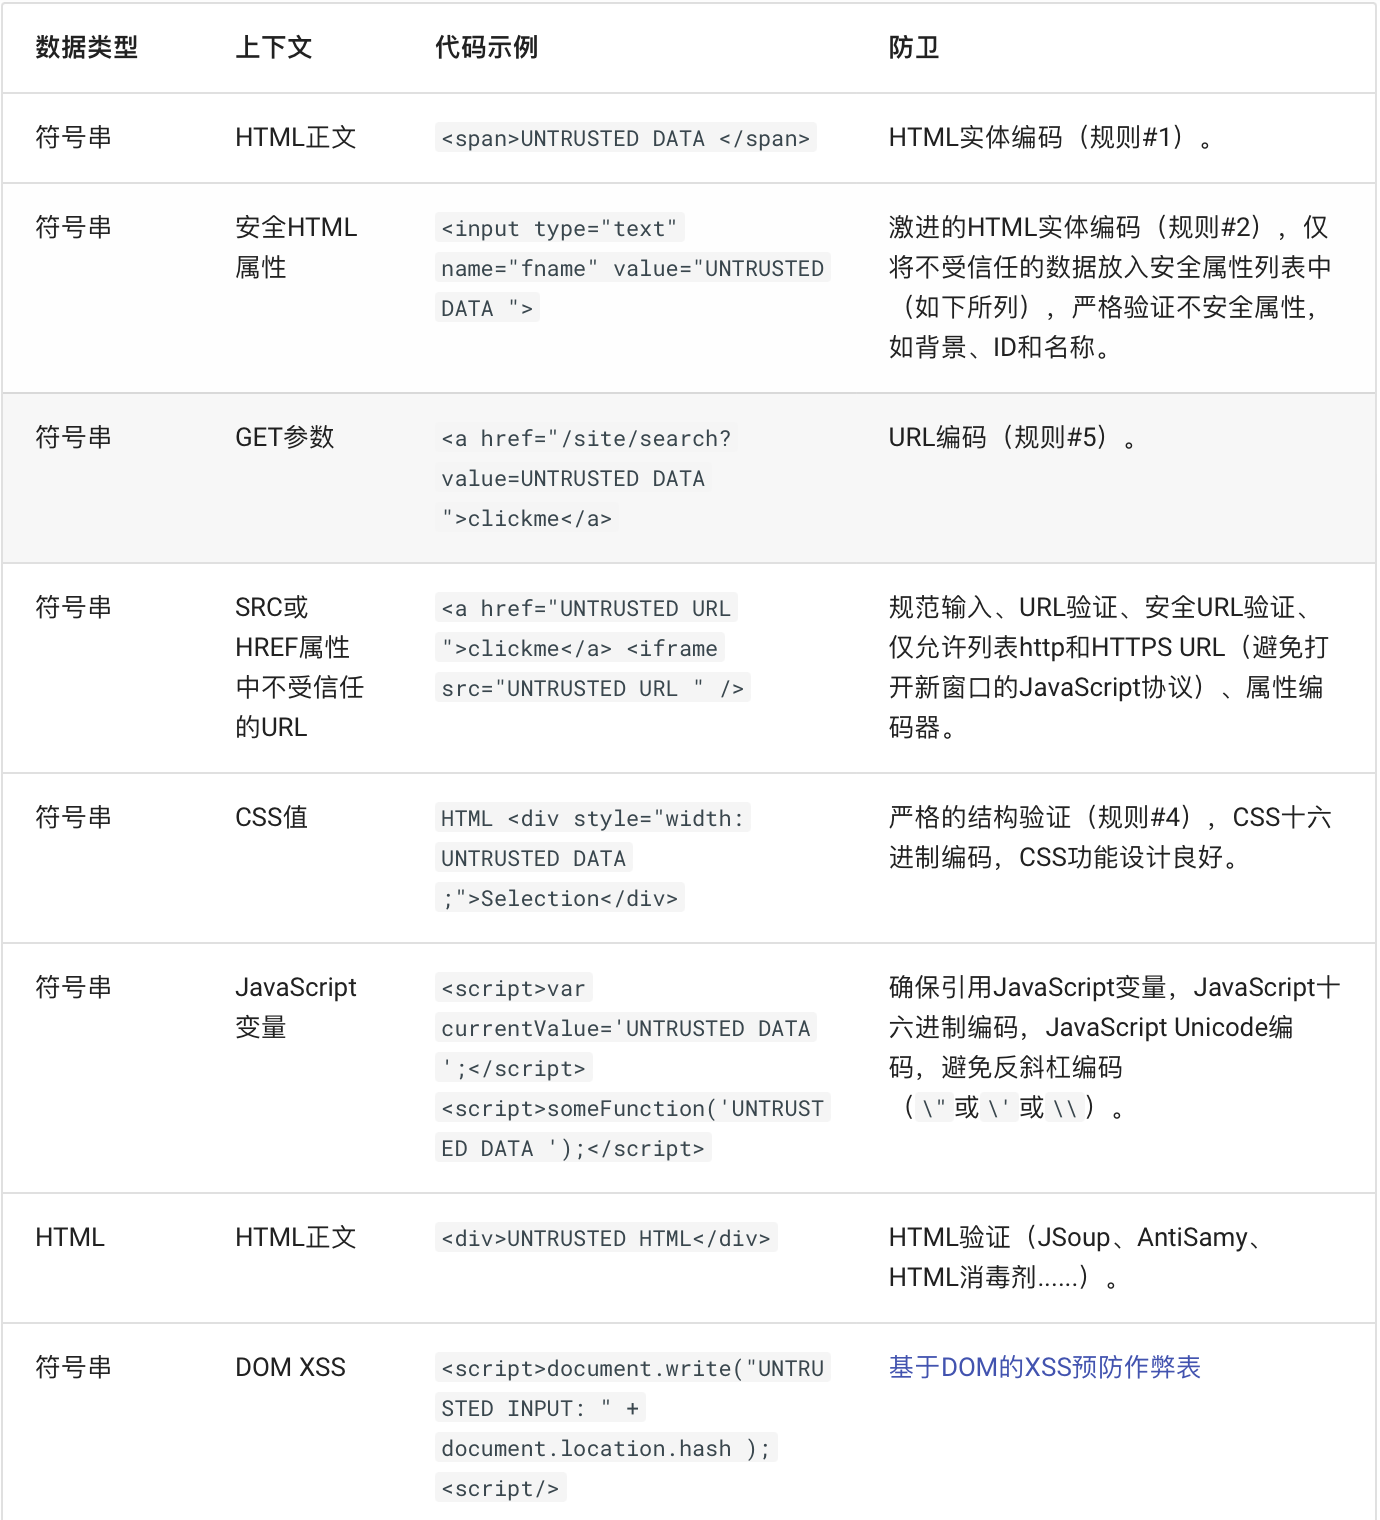 数据类型 上下文 代码示例 防卫
符号串 HTML正文 <span>UNTRUSTED DATA </span> HTML实体编码（规则#1）。
符号串 安全HTML <input type="text" 激进的HTML实体编码（规则#2），仅
属性 name="fname" value="UNTRUSTED 将不受信任的数据放入安全属性列表中
DATA "> （如下所列），严格验证不安全属性，
如背景、ID和名称。
符号串 GET参数 <a href="/site/search? URL编码（规则#5）。
value=UNTRUSTED DATA
">clickme</a>
符号串 SRC或 <a href="UNTRUSTED URL 规范输入、URL验证、安全URL验证、
HREF属性 ">clickme</a> <iframe 仅允许列表http和HTTPS URL（避免打
中不受信任 src="UNTRUSTED URL " /> 开新窗口的JavaScript协议）、属性编
的URL 码器。
符号串 CSS值 HTML <div style="width: 严格的结构验证（规则#4），CSS十六
UNTRUSTED DATA 进制编码，CSS功能设计良好。
;">Selection</div>
符号串 JavaScript <script>var 确保引用JavaScript变量，JavaScript十
变量 currentValue='UNTRUSTED DATA 六进制编码，JavaScript Unicode编
';</script> 码，避免反斜杠编码
<script>someFunction('UNTRUST （\"或\'或\\）。
ED DATA ');</script>
HTML HTML正文 <div>UNTRUSTED HTML</div> HTML验证（JSoup、AntiSamy、
HTML消毒剂......）。
符号串 DOM XSS <script>document.write("UNTRU 基于DOM的XSS预防作弊表
STED INPUT: " +
document.location.hash );
<script/>